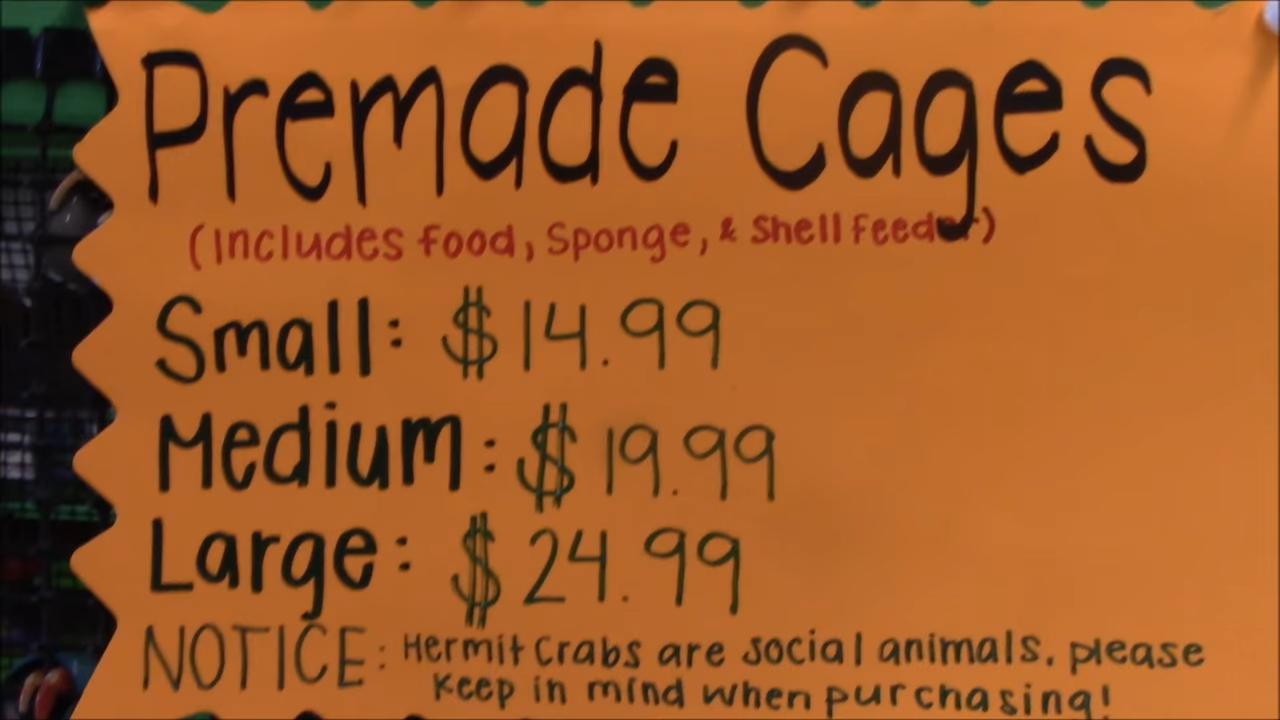 Premade Cages
(Includes food, Sponge, & Shell feeder)
Small: $14.99
Medium: $19.99
Large: $24.99
NOTICE: Hermit Crabs are social animals. please
Keep in mind when purchasing!